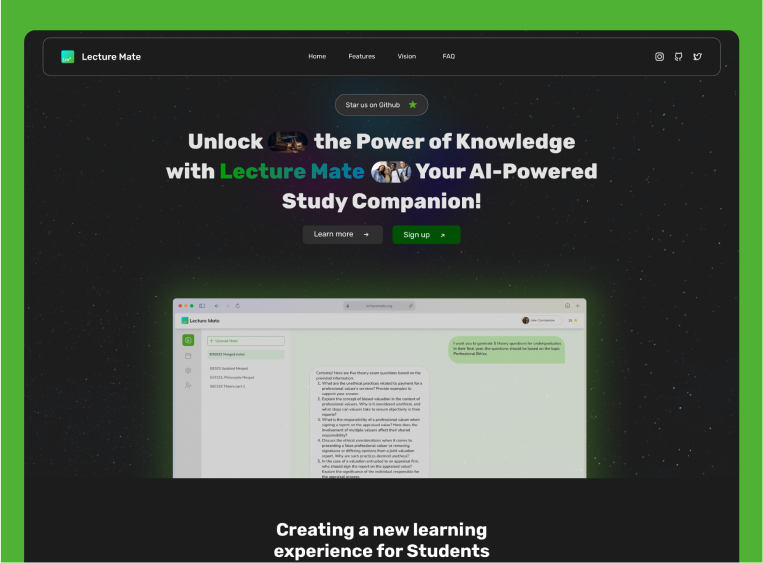 Lecture Mate
Home Features Vision FAQ
Star us on Github
Unlock the Power of Knowledge
with Lecture Mate Your AI-Powered
Study Companion!
Learn more →
Sign up ↗
Lecture Mate
+ Upload Note
Merged notes
Updated Merged
Philosophy Merged
I want you to generate 5 theory questions for undergraduates
in their final year, the questions should be based on the topic
Professional Ethics
Certainly! Here are five theory exam questions based on the
provided information:
1. What are the unethical practices related to payment for a
professional valuer's services? Provide examples to
support your answer.
2. Explain the concept of biased valuation in the context of
professional valuers. Why is it considered unethical, and
what steps can valuers take to ensure objectivity in their
reports?
3. What is the responsibility of a professional valuer when
signing a report on the appraised value? How does the
involvement of multiple valuers affect their shared
responsibility?
4. Discuss the ethical considerations when it comes to
presenting a false professional valuer or removing
signatures or differing opinions from a joint valuation
report. Why are such practices deemed unethical?
5. In the case of a valuation entrusted to an appraisal firm,
who should sign the report on the appraised value?
Explain the significance of the individual responsible for
the appraisal process.
Creating a new learning
experience for Students